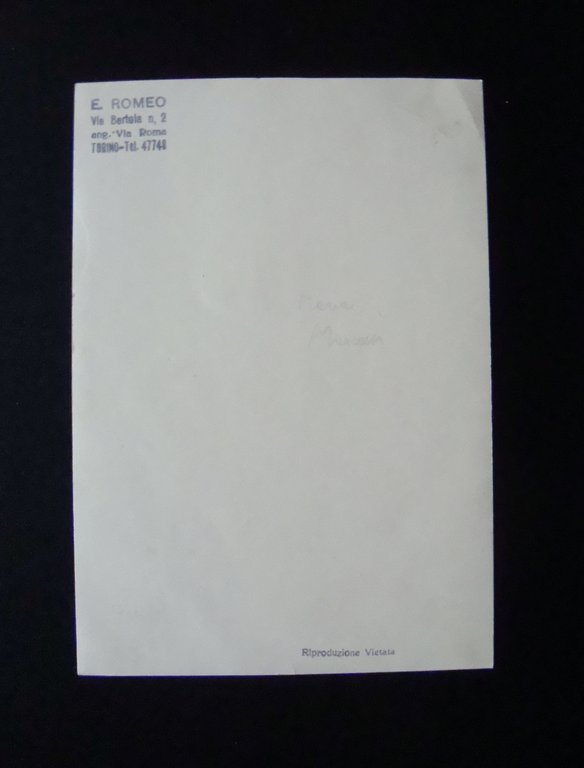 E. ROMEO
Via Bertola n, 2
ang. Via Roma
TORINO-Tel. 47748
Riproduzione Vietata